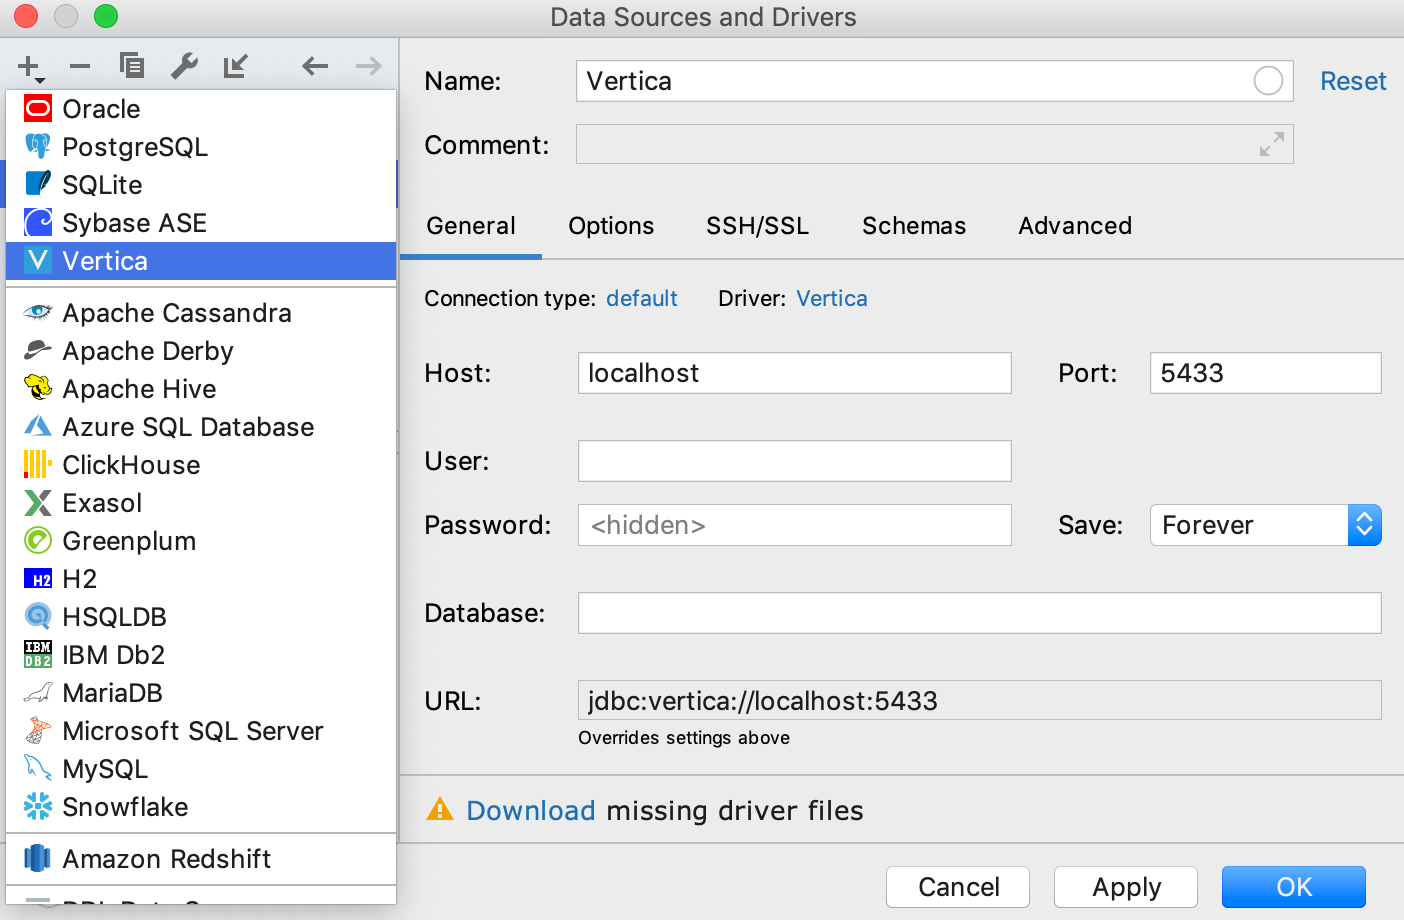 Data Sources and Drivers
Oracle
PostgreSQL
SQLite
Sybase ASE
Vertica
Apache Cassandra
Apache Derby
Apache Hive
Azure SQL Database
ClickHouse
Exasol
Greenplum
H2
H2
HSQLDB
IBM
DB2
IBM Db2
MariaDB
Microsoft SQL Server
MySQL
Snowflake
Amazon Redshift
Name: Vertica Reset
Comment:
General Options SSH/SSL Schemas Advanced
Connection type: default Driver: Vertica
Host: localhost Port: 5433
User:
Password: <hidden> Save: Forever
Database:
URL: jdbc:vertica://localhost:5433
Overrides settings above
Download missing driver files
Cancel Apply OK